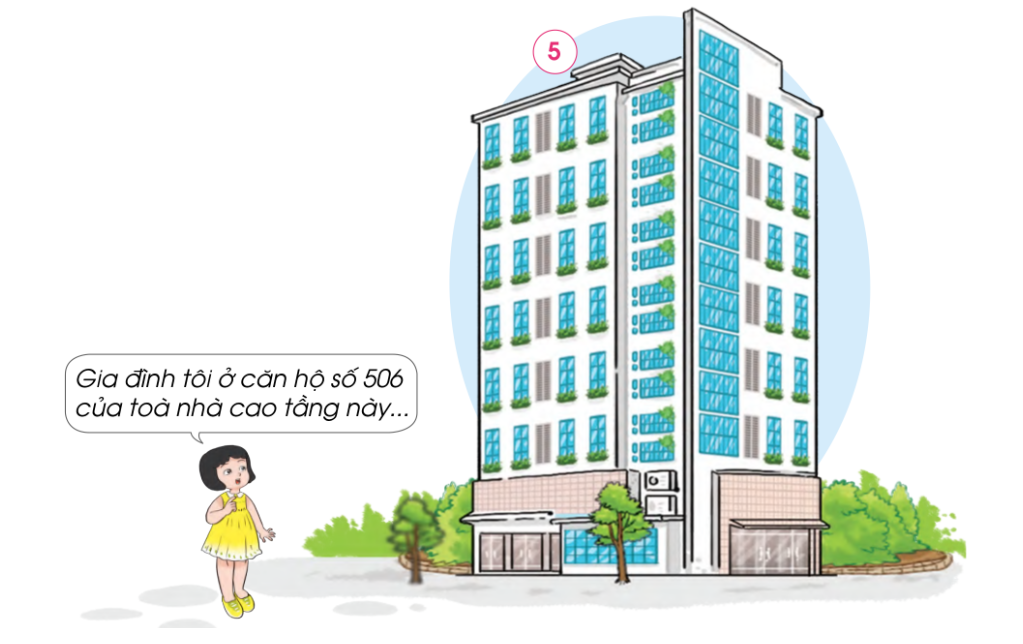 5
Gia đình tôi ở căn hộ số 506
của toà nhà cao tầng này...